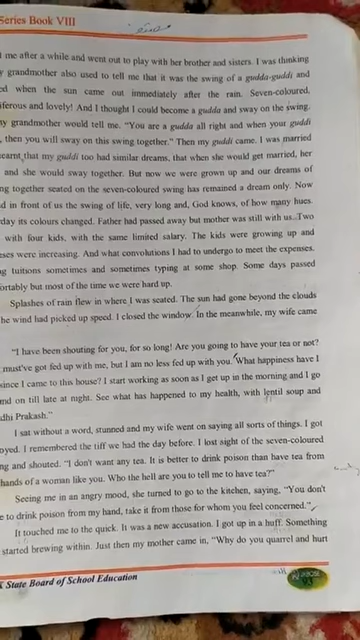 Series Book VIII
me after a while and went out to play with her brother and sisters. I was thinking
grandmother also used to tell me that it was the swing of a gudda-guddi and
ed when the sun came out immediately after the rain. Seven-coloured,
iferous and lovely! And I thought I could become a gudda and sway on the swing.
y grandmother would tell me. "You are a gudda all right and when your guddi
, then you will sway on this swing together." Then my guddi came. I was married
earnt that my guddi too had similar dreams, that when she would get married, her
and she would sway together. But now we were grown up and our dreams of
ng together seated on the seven-coloured swing has remained a dream only. Now
d in front of us the swing of life, very long and, God knows, of how many hues.
day its colours changed. Father had passed away but mother was still with us. Two
with four kids, with the same limited salary. The kids were growing up and
ses were increasing. And what convolutions I had to undergo to meet the expenses.
ng tuitions sometimes and sometimes typing at some shop. Some days passed
ortably but most of the time we were hard up.
Splashes of rain flew in where I was seated. The sun had gone beyond the clouds
he wind had picked up speed. I closed the window. In the meanwhile, my wife came
"I have been shouting for you, for so long! Are you going to have your tea or not?
must've got fed up with me, but I am no less fed up with you. What happiness have I
since I came to this house? I start working as soon as I get up in the morning and I go
nd on till late at night. See what has happened to my health, with lentil soup and
dhi Prakash."
I sat without a word, stunned and my wife went on saying all sorts of things. I got
oyed. I remembered the tiff we had the day before. I lost sight of the seven-coloured
ng and shouted. "I don't want any tea. It is better to drink poison than have tea from
hands of a woman like you. Who the hell are you to tell me to have tea?"
Seeing me in an angry mood, she turned to go to the kitchen, saying, "You don't
e to drink poison from my hand, take it from those for whom you feel concerned."
It touched me to the quick. It was a new accusation. I got up in a huff. Something
started brewing within. Just then my mother came in, "Why do you quarrel and hurt
K State Board of School Education